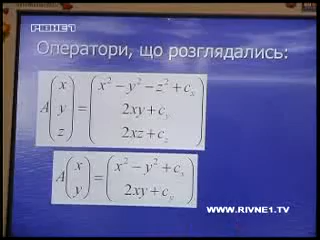 РІВНЕ1
Оператори, що розглядались:
A(x y z) = (x² − y² − z² + cₓ
2xy + c_y
2xz + c_z)
A(x y) = (x² − y² + cₓ
2xy + c_y)
WWW.RIVNE1.TV